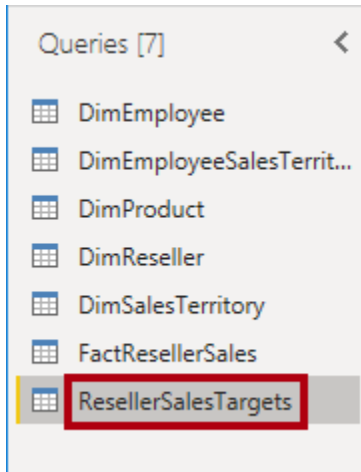 Queries [7]
DimEmployee
DimEmployeeSalesTerrit...
DimProduct
DimReseller
DimSalesTerritory
FactResellerSales
ResellerSalesTargets